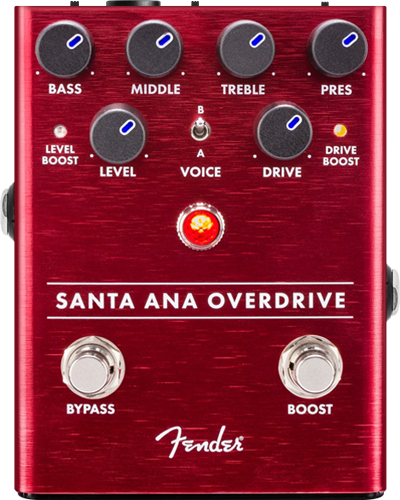 BASS MIDDLE TREBLE PRES
B
LEVEL BOOST
DRIVE BOOST
A
LEVEL VOICE DRIVE
SANTA ANA OVERDRIVE
BYPASS BOOST
Fender